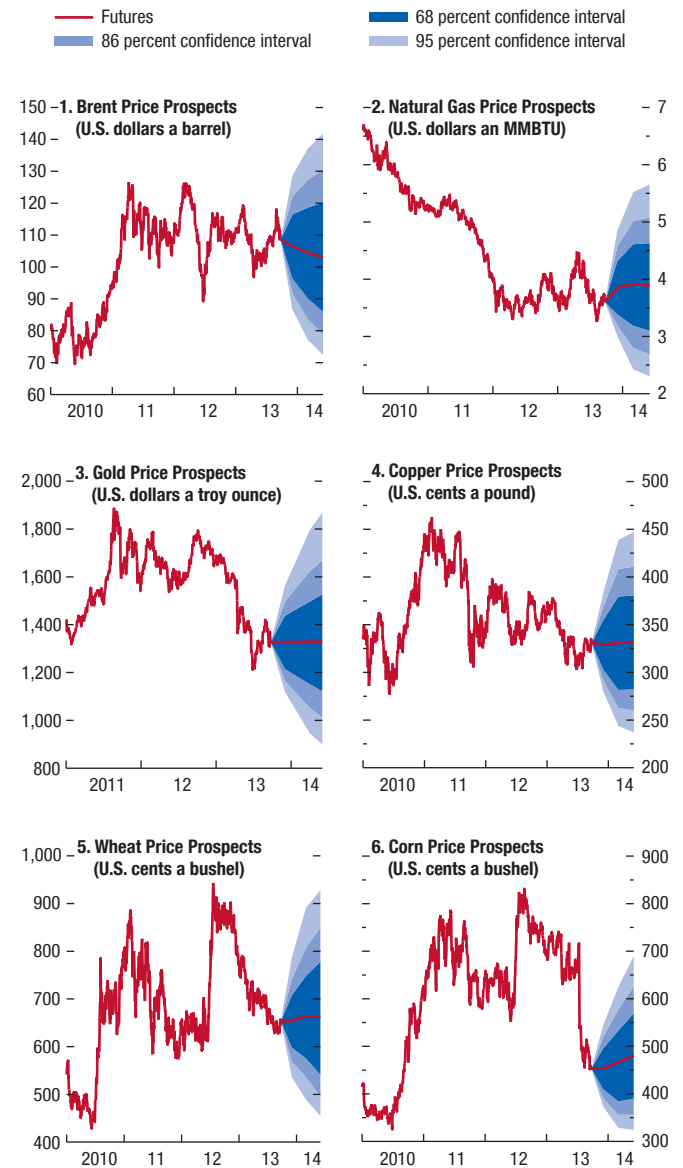 Futures
68 percent confidence interval
86 percent confidence interval
95 percent confidence interval
1. Brent Price Prospects
(U.S. dollars a barrel)
150
140
130
120
110
100
90
80
70
60
2010 11 12 13 14
2. Natural Gas Price Prospects
(U.S. dollars an MMBTU)
7
6
5
4
3
2
2010 11 12 13 14
3. Gold Price Prospects
(U.S. dollars a troy ounce)
2,000
1,800
1,600
1,400
1,200
1,000
800
2011 12 13 14
4. Copper Price Prospects
(U.S. cents a pound)
500
450
400
350
300
250
200
2010 11 12 13 14
5. Wheat Price Prospects
(U.S. cents a bushel)
1,000
900
800
700
600
500
400
2010 11 12 13 14
6. Corn Price Prospects
(U.S. cents a bushel)
900
800
700
600
500
400
300
2010 11 12 13 14